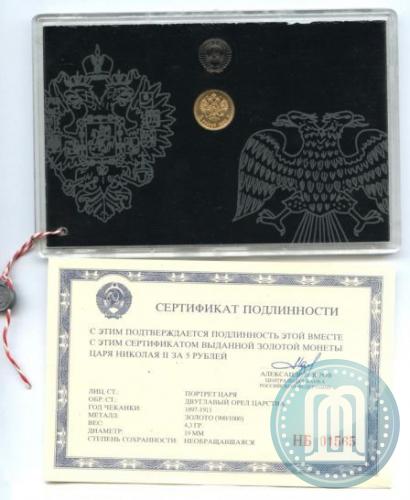 СЕРТИФИКАТ ПОДЛИННОСТИ
С ЭТИМ ПОДТВЕРЖДАЕТСЯ ПОДЛИННОСТЬ ЭТОЙ ВМЕСТЕ
С ЭТИМ СЕРТИФИКАТОМ ВЫДАННОЙ ЗОЛОТОЙ МОНЕТЫ
ЦАРЯ НИКОЛАЯ II ЗА 5 РУБЛЕЙ
ЛИЦ. СТ.: ПОРТРЕТ ЦАРЯ
ОБР. СТ.: ДВУГЛАВЫЙ ОРЕЛ ЦАРСТВА
ГОД ЧЕКАНКИ: 1897-1911
МЕТАЛЛ: ЗОЛОТО (900/1000)
ВЕС: 4,3 ГР.
ДИАМЕТР: 19 ММ
СТЕПЕНЬ СОХРАННОСТИ: НЕОБРАЩАВШАЯСЯ
НБ 01565